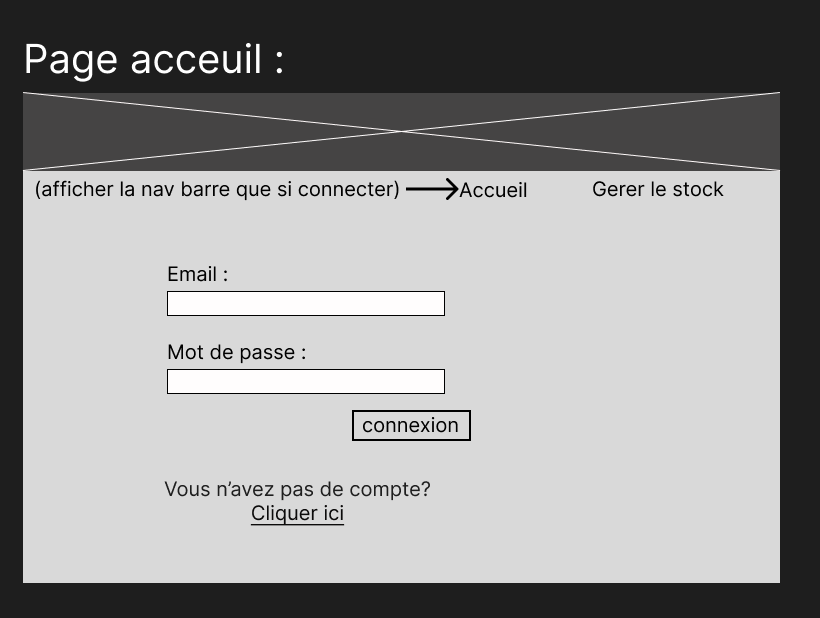 Page acceuil :
(afficher la nav barre que si connecter) Accueil Gerer le stock
Email :
Mot de passe :
connexion
Vous n’avez pas de compte?
Cliquer ici